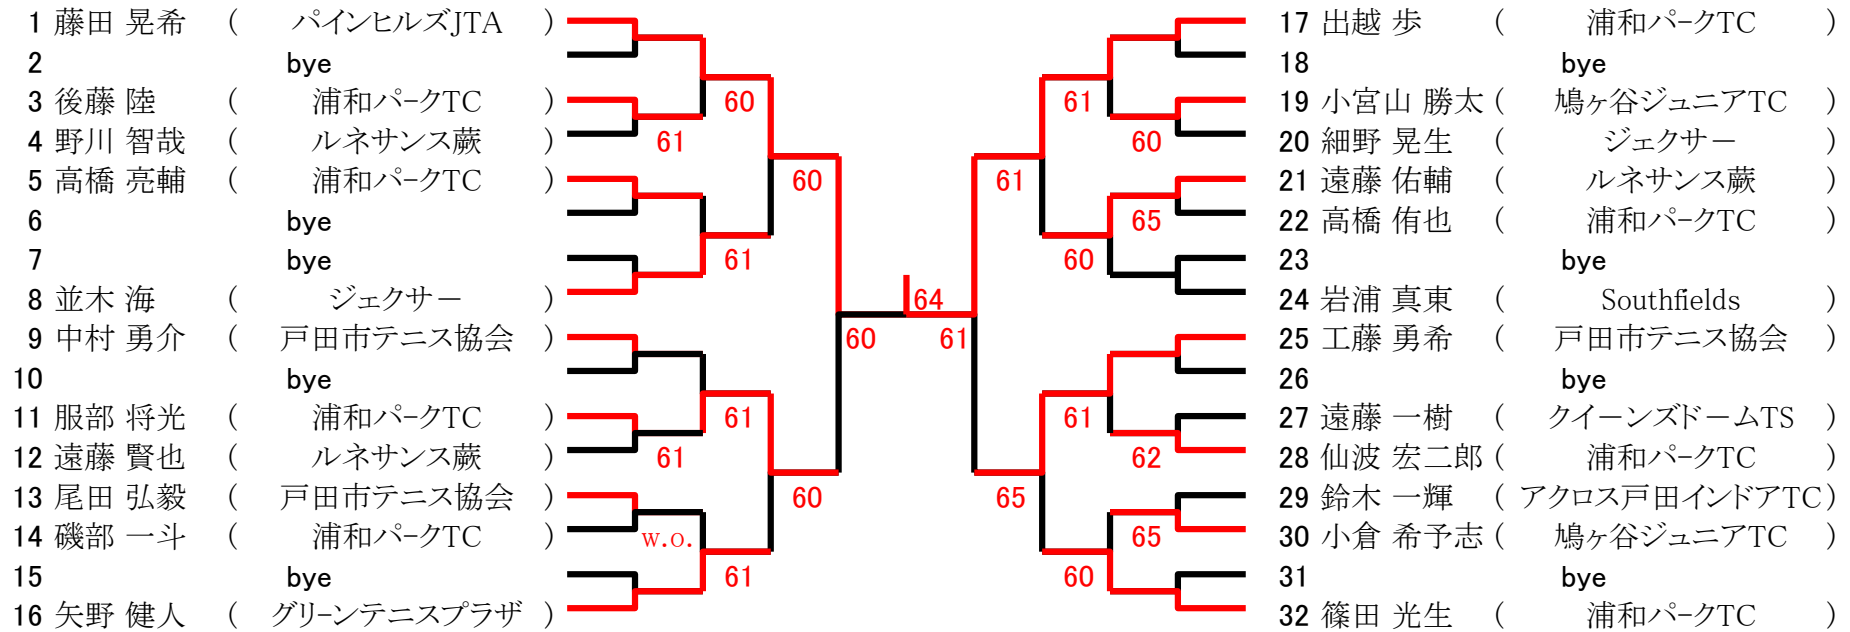 1 藤田 晃希 ( パインヒルズJTA )
2 bye
3 後藤 陸 ( 浦和パークTC )
4 野川 智哉 ( ルネサンス蕨 )
5 高橋 亮輔 ( 浦和パークTC )
6 bye
7 bye
8 並木 海 ( ジェクサー )
9 中村 勇介 ( 戸田市テニス協会 )
10 bye
11 服部 将光 ( 浦和パークTC )
12 遠藤 賢也 ( ルネサンス蕨 )
13 尾田 弘毅 ( 戸田市テニス協会 )
14 磯部 一斗 ( 浦和パークTC )
15 bye
16 矢野 健人 ( グリーンテニスプラザ )
60
61
61
61
61
w.o.
61
60
60
60
64
61
61
65
61
60
65
60
61
62
65
60
17 出越 歩 ( 浦和パークTC )
18 bye
19 小宮山 勝太 ( 鳩ヶ谷ジュニアTC )
20 細野 晃生 ( ジェクサー )
21 遠藤 佑輔 ( ルネサンス蕨 )
22 高橋 侑也 ( 浦和パークTC )
23 bye
24 岩浦 真東 ( Southfields )
25 工藤 勇希 ( 戸田市テニス協会 )
26 bye
27 遠藤 一樹 ( クイーンズドームTS )
28 仙波 宏二郎 ( 浦和パークTC )
29 鈴木 一輝 ( アクロス戸田インドアTC )
30 小倉 希予志 ( 鳩ヶ谷ジュニアTC )
31 bye
32 篠田 光生 ( 浦和パークTC )